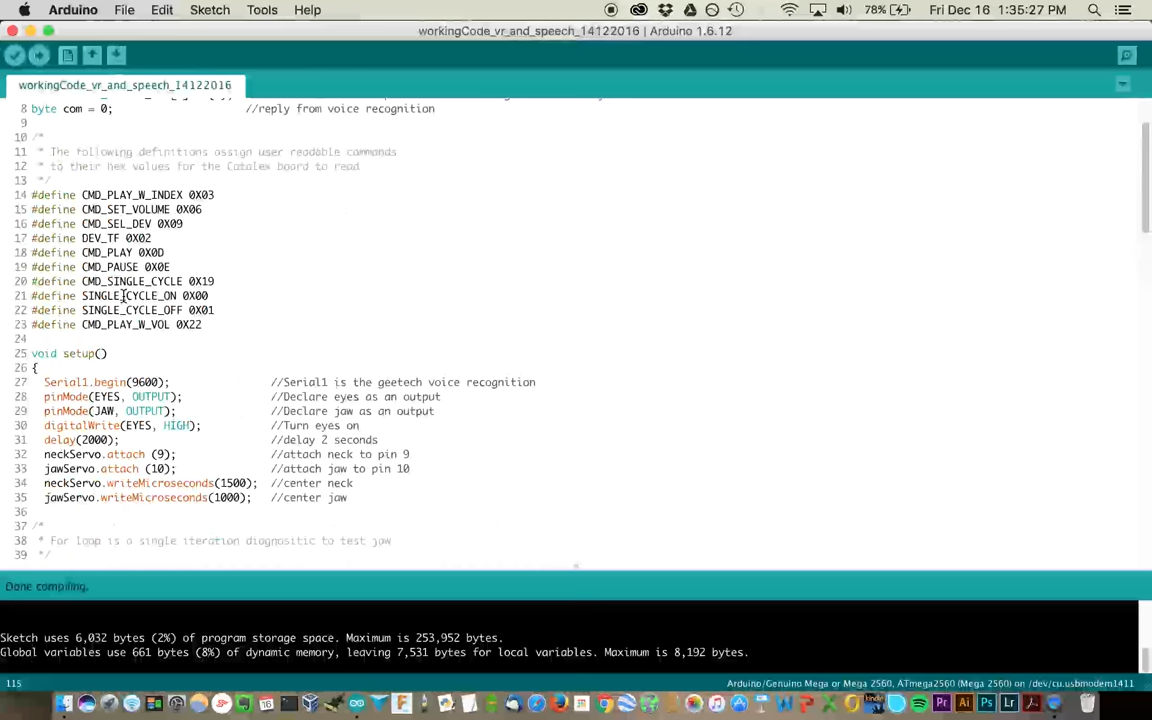 Arduino File Edit Sketch Tools Help 78% Fri Dec 16 1:35:27 PM
workingCode_vr_and_speech_14122016 | Arduino 1.6.12
workingCode_vr_and_speech_14122016
8 byte com = 0; //reply from voice recognition
9
10 /*
11 * The following definitions assign user readable commands
12 * to their hex values for the Catalex board to read
13 */
14 #define CMD_PLAY_W_INDEX 0X03
15 #define CMD_SET_VOLUME 0X06
16 #define CMD_SEL_DEV 0X09
17 #define DEV_TF 0X02
18 #define CMD_PLAY 0X0D
19 #define CMD_PAUSE 0X0E
20 #define CMD_SINGLE_CYCLE 0X19
21 #define SINGLE_CYCLE_ON 0X00
22 #define SINGLE_CYCLE_OFF 0X01
23 #define CMD_PLAY_W_VOL 0X22
24
25 void setup()
26 {
27 Serial1.begin(9600); //Serial1 is the geetech voice recognition
28 pinMode(EYES, OUTPUT); //Declare eyes as an output
29 pinMode(JAW, OUTPUT); //Declare jaw as an output
30 digitalWrite(EYES, HIGH); //Turn eyes on
31 delay(2000); //delay 2 seconds
32 neckServo.attach (9); //attach neck to pin 9
33 jawServo.attach (10); //attach jaw to pin 10
34 neckServo.writeMicroseconds(1500); //center neck
35 jawServo.writeMicroseconds(1000); //center jaw
36
37 /*
38 * For loop is a single iteration diagnositic to test jaw
39 */
Done compiling.
Sketch uses 6,032 bytes (2%) of program storage space. Maximum is 253,952 bytes.
Global variables use 661 bytes (8%) of dynamic memory, leaving 7,531 bytes for local variables. Maximum is 8,192 bytes.
115 Arduino/Genuino Mega or Mega 2560, ATmega2560 (Mega 2560) on /dev/cu.usbmodem1411
16 Pr Ai Ps Lr